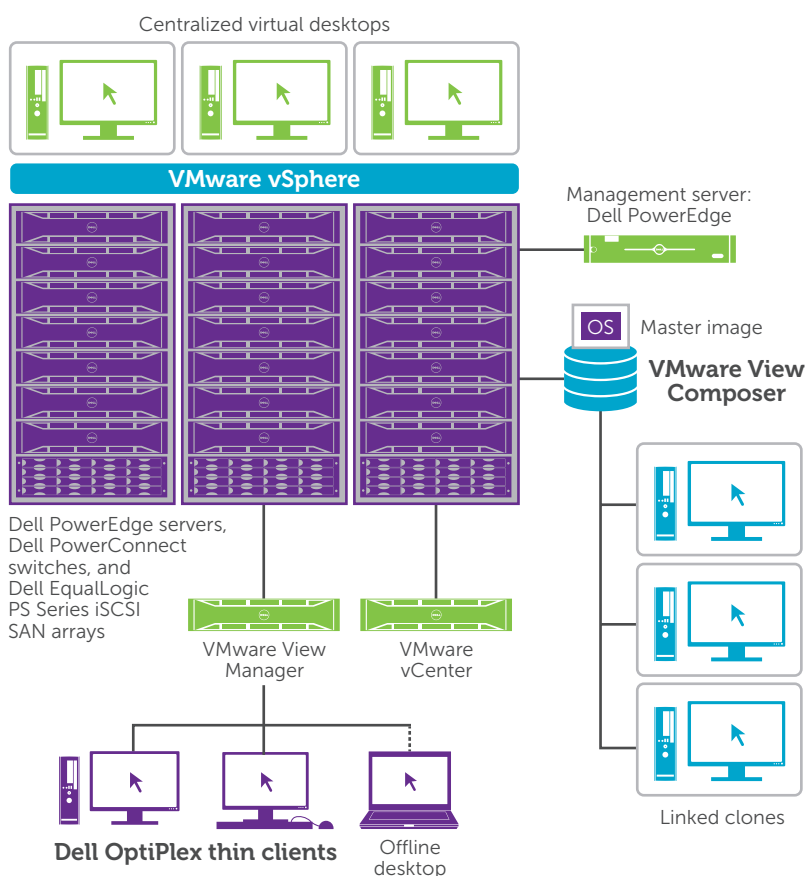 Centralized virtual desktops
VMware vSphere
Management server:
Dell PowerEdge
OS
Master image
VMware View
Composer
Dell PowerEdge servers,
Dell PowerConnect
switches, and
Dell EqualLogic
PS Series iSCSI
SAN arrays
VMware View
Manager
VMware
vCenter
Linked clones
Dell OptiPlex thin clients
Offline
desktop